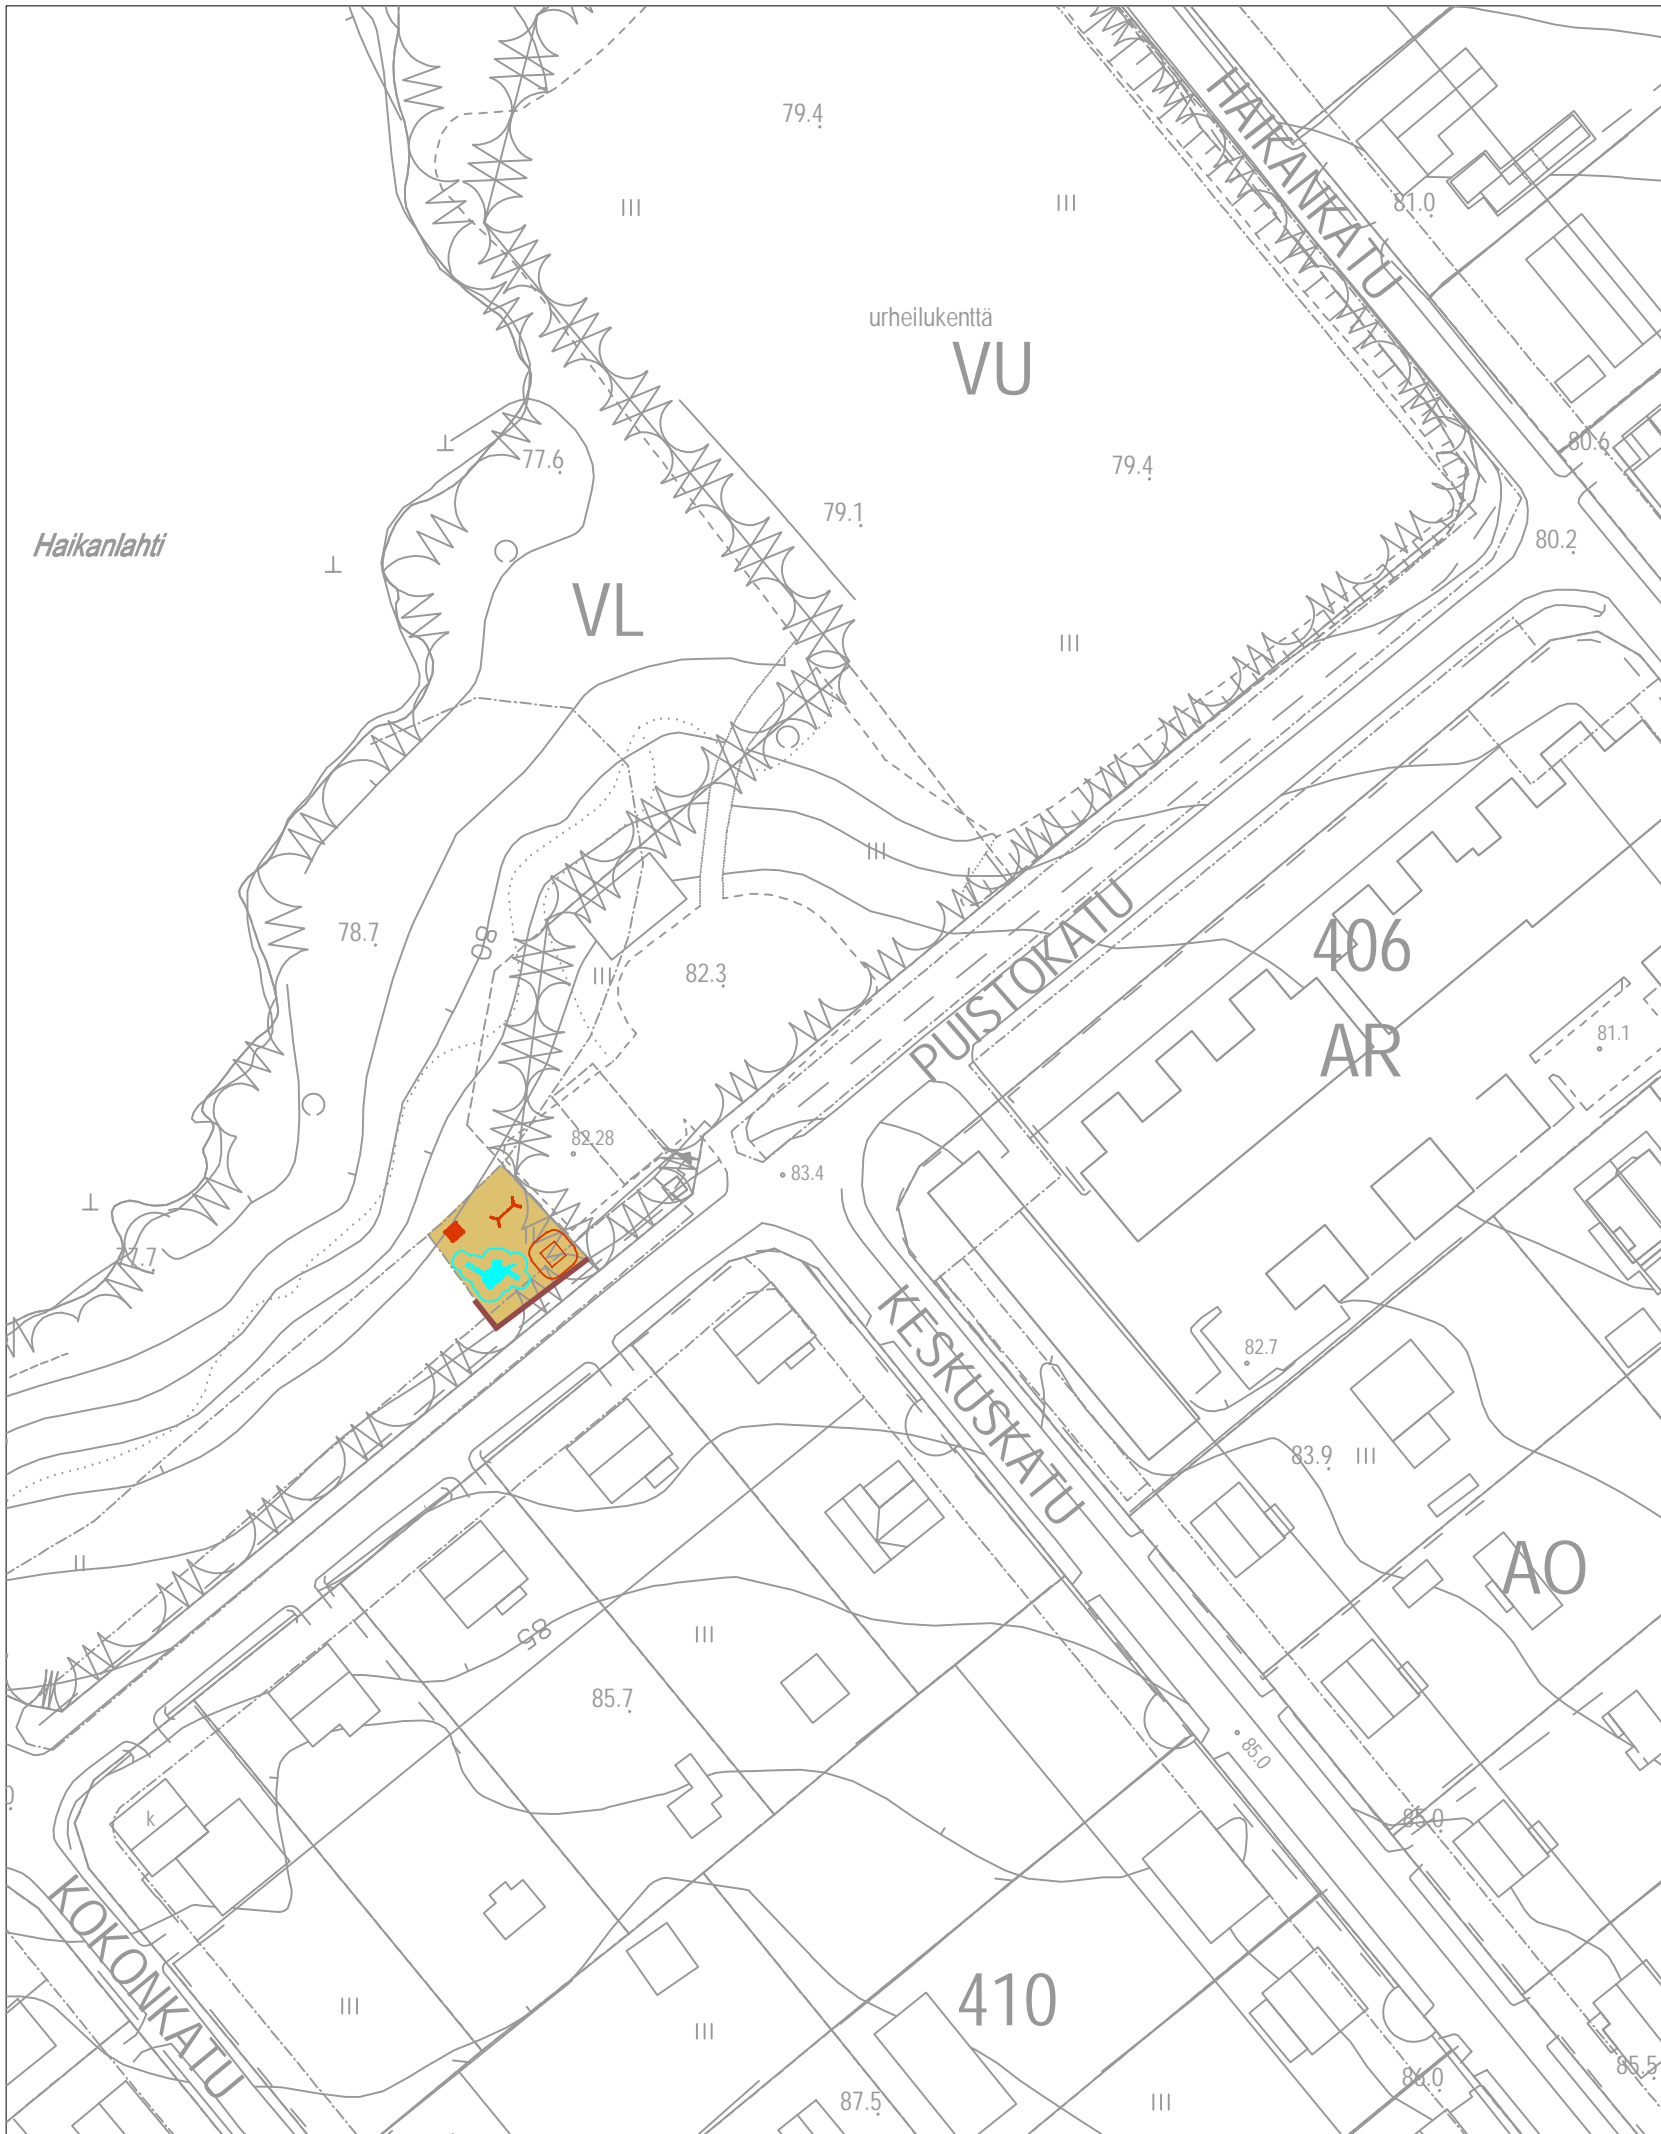 79.4
HAIKANKATU
81.0
III
III
urheilukenttä
VU
80.6
77.6
79.4
79.1
80.2
Haikanlahti
VL
III
III
406
78.7
80
III
82.3
PUISTOKATU
AR
81.1
82.28
83.4
II
77.7
KESKUSKATU
82.7
83.9
III
II
AO
85
III
85.7
85.0
k
85.0
KOKONKATU
410
III
III
85.5
86.0
87.5
III